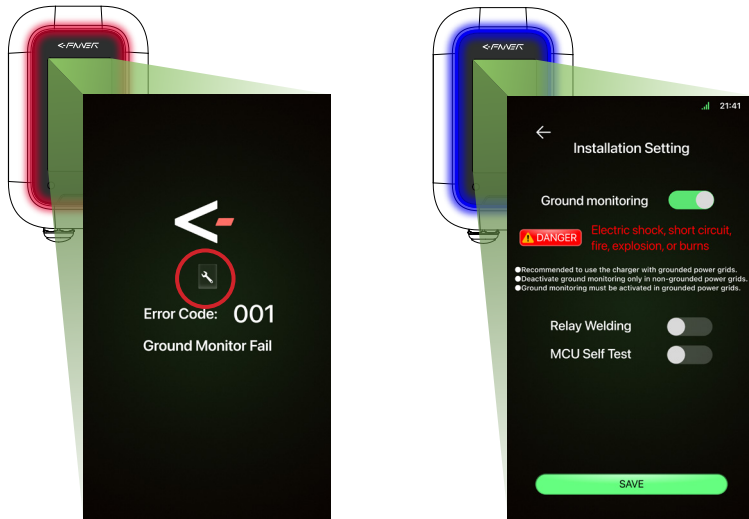 Error Code: 001
Ground Monitor Fail
21:41
Installation Setting
Ground monitoring
DANGER
Electric shock, short circuit,
fire, explosion, or burns
●Recommended to use the charger with grounded power grids.
●Deactivate ground monitoring only in non-grounded power grids.
●Ground monitoring must be activated in grounded power grids.
Relay Welding
MCU Self Test
SAVE